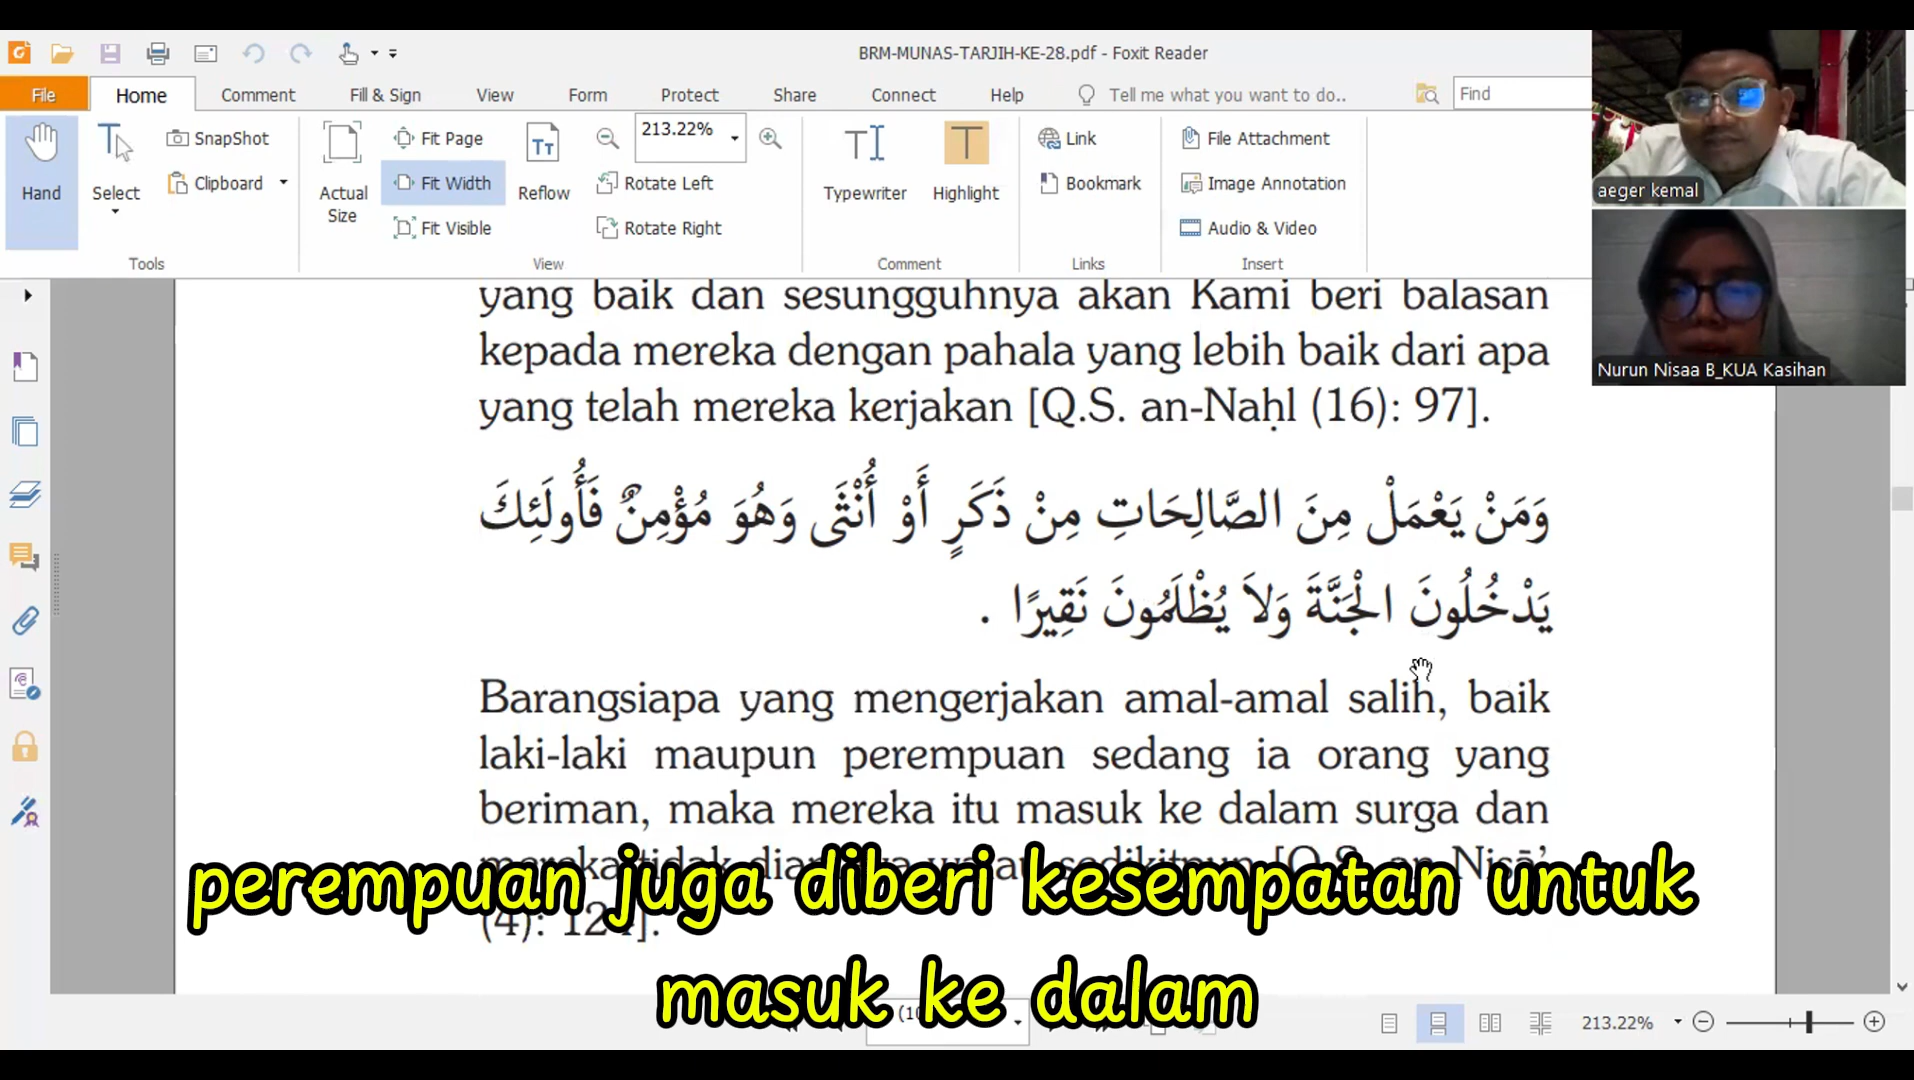 BRM-MUNAS-TARJIH-KE-28.pdf - Foxit Reader
File Home Comment Fill & Sign View Form Protect Share Connect Help Tell me what you want to do.. Find
SnapShot Fit Page 213.22% Link File Attachment
Clipboard Fit Width Rotate Left Bookmark Image Annotation
Hand Select Actual Size Reflow Typewriter Highlight
Fit Visible Rotate Right Audio & Video
Tools View Comment Links Insert
aeger kemal
Nurun Nisaa B_KUA Kasihan
yang baik dan sesungguhnya akan Kami beri balasan
kepada mereka dengan pahala yang lebih baik dari apa
yang telah mereka kerjakan [Q.S. an-Naḥl (16): 97].
وَمَنْ يَعْمَلْ مِنَ الصَّالِحَاتِ مِنْ ذَكَرٍ أَوْ أُنْثَى وَهُوَ مُؤْمِنٌ فَأُولَئِكَ
يَدْخُلُونَ الْجَنَّةَ وَلاَ يُظْلَمُونَ نَقِيرًا .
Barangsiapa yang mengerjakan amal-amal salih, baik
laki-laki maupun perempuan sedang ia orang yang
beriman, maka mereka itu masuk ke dalam surga dan
perempuan juga diberi kesempatan untuk
(4): 124].
masuk ke dalam
213.22%